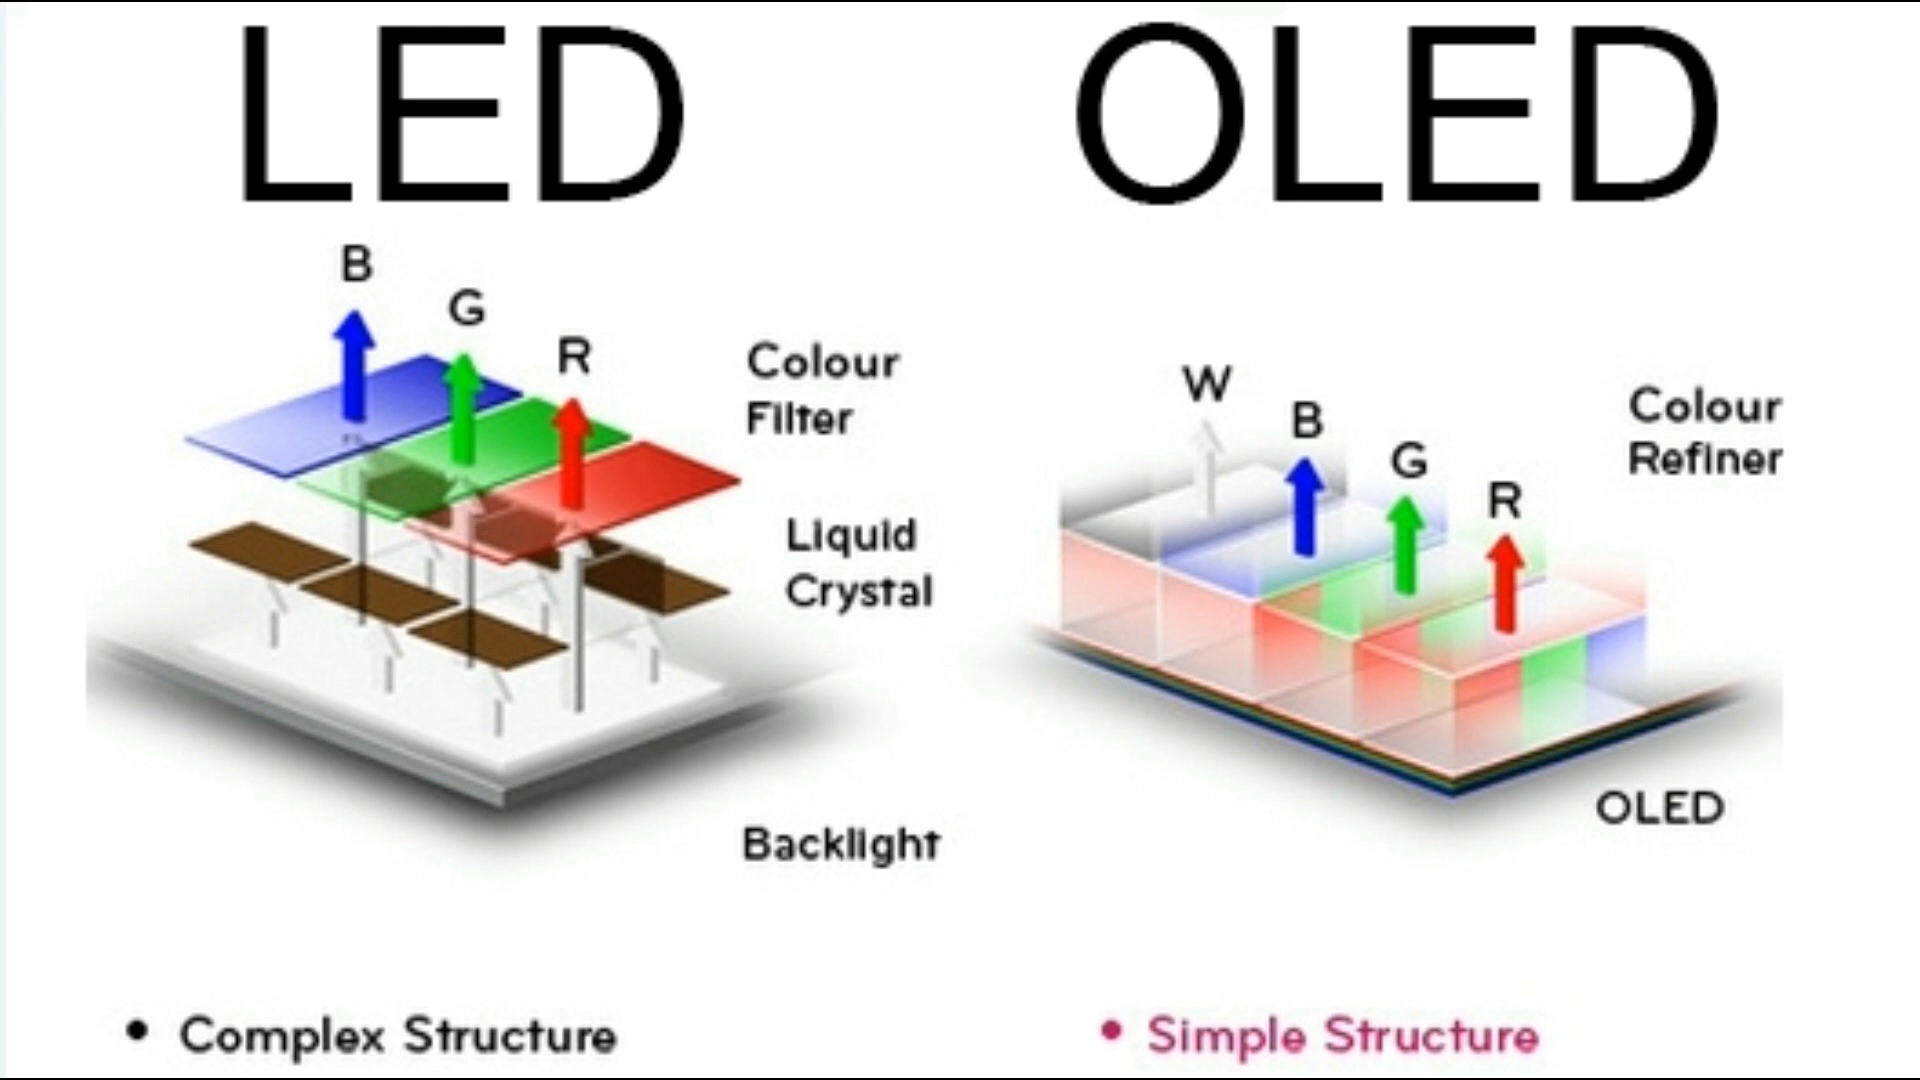 LED
OLED
B
G
R
Colour
Filter
Liquid
Crystal
Backlight
W
B
G
R
Colour
Refiner
OLED
• Complex Structure
• Simple Structure